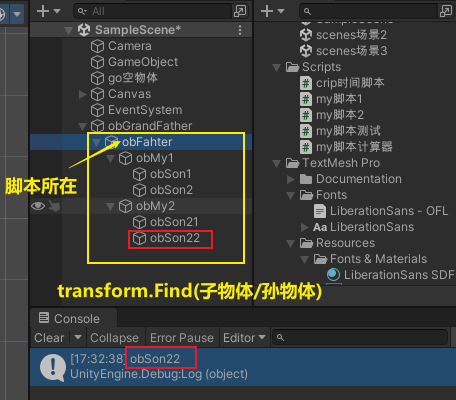 All
SampleScene*
Camera
GameObject
go空物体
Canvas
EventSystem
obGrandFather
obFahter
obMy1
obSon1
obSon2
obMy2
obSon21
obSon22
脚本所在
transform.Find(子物体/孙物体)
scenes场景2
scenes场景3
Scripts
crip时间脚本
my脚本1
my脚本2
my脚本测试
my脚本计算器
TextMesh Pro
Documentation
Fonts
LiberationSans - OFL
LiberationSans
Resources
Fonts & Materials
LiberationSans SDF
Console
Clear Collapse Error Pause Editor
[17:32:38] obSon22
UnityEngine.Debug:Log (object)